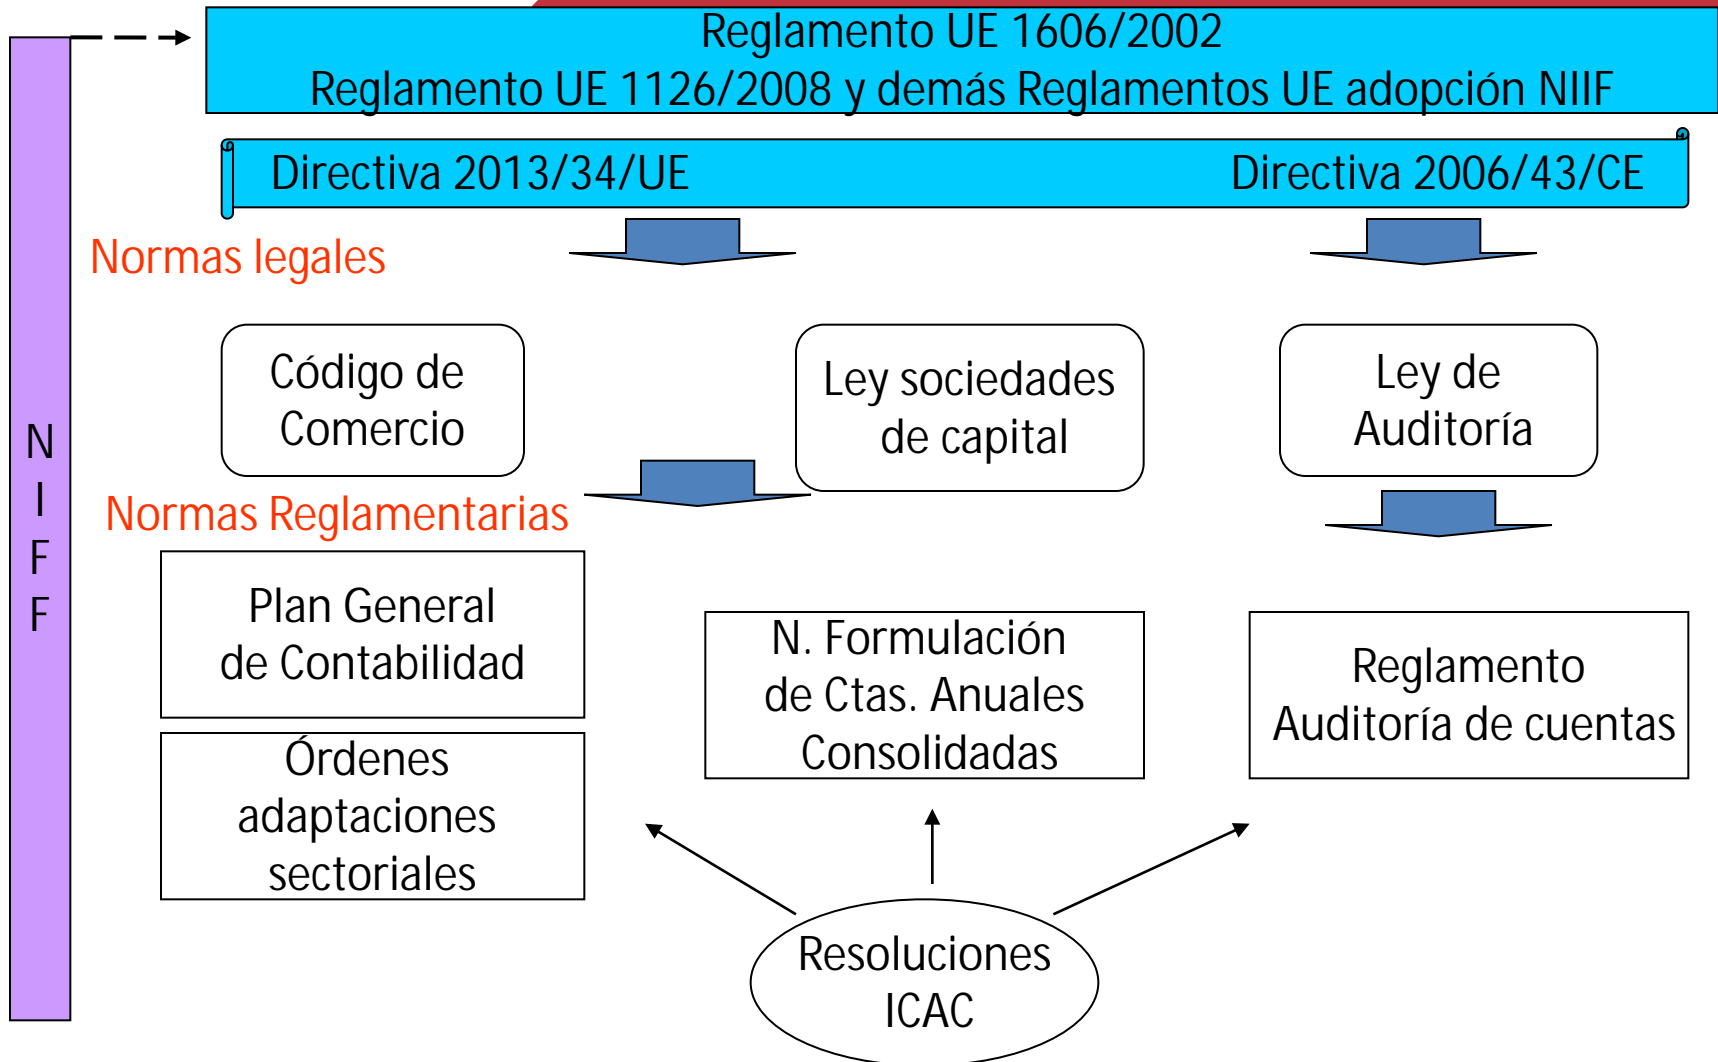 Reglamento UE 1606/2002
Reglamento UE 1126/2008 y demás Reglamentos UE adopción NIIF
Directiva 2013/34/UE
Directiva 2006/43/CE
Normas legales
Código de
Comercio
Ley sociedades
de capital
Ley de
Auditoría
N
I
F
F
Normas Reglamentarias
Plan General
de Contabilidad
N. Formulación
de Ctas. Anuales
Consolidadas
Reglamento
Auditoría de cuentas
Órdenes
adaptaciones
sectoriales
Resoluciones
ICAC